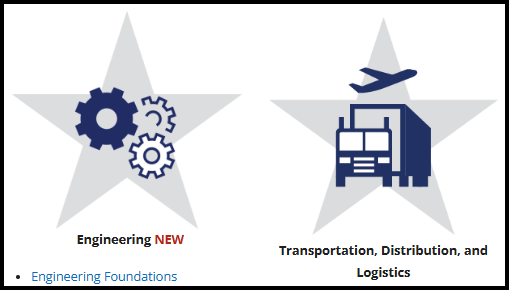 Engineering NEW
Engineering Foundations
Transportation, Distribution, and
Logistics